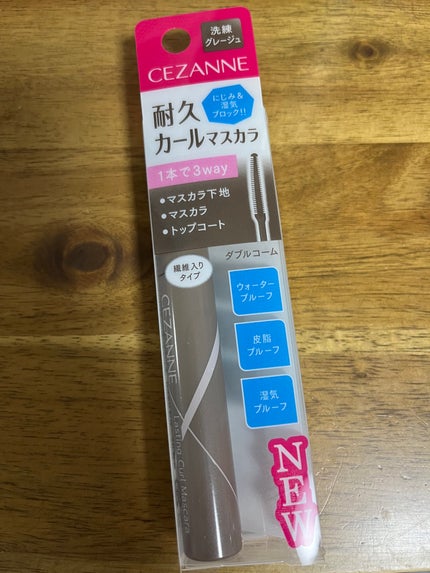 洗練
グレージュ
CEZANNE
にじみ&
湿気
ブロック!!
耐久
カールマスカラ
1本で3way
●マスカラ下地
●マスカラ
●トップコート
ダブルコーム
繊維入り
タイプ
ウォーター
プルーフ
皮脂
プルーフ
湿気
プルーフ
CEZANNE
Lasting Curl Mascara
NEW